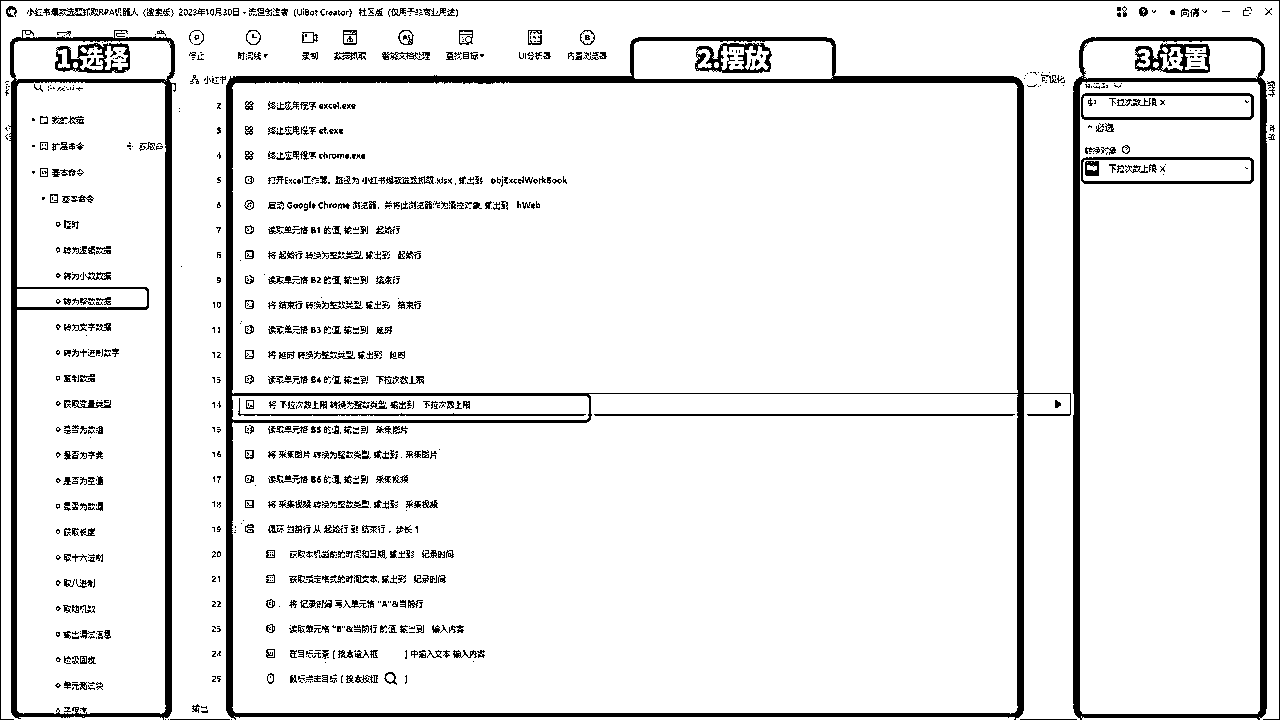 小红书爆款选题抓取RPA机器人（搜索版）2023年10月30日 - 流程创造者（UiBot Creator）社区版（仅用于非商业用途）
停止
时间线
录制
数据抓取
智能文档处理
查找目标
UI分析器
内置浏览器
1.选择
2.摆放
3.设置
小红书
可视化
我的收藏
扩展命令
获取命
基本命令
基本命令
延时
转为逻辑数据
转为小数数据
转为整数数据
转为文字数据
转为十进制数字
复制数据
获取变量类型
是否为数组
是否为字典
是否为空值
是否为数值
获取长度
取十六进制
取八进制
取随机数
输出调试信息
垃圾回收
单元测试块
子程序
2 终止应用程序 excel.exe
3 终止应用程序 et.exe
4 终止应用程序 chrome.exe
5 打开Excel工作簿，路径为 小红书爆款选题抓取.xlsx，输出到 objExcelWorkBook
6 启动 Google Chrome 浏览器，并将此浏览器作为操控对象, 输出到 hWeb
7 读取单元格 B1 的值, 输出到 起始行
8 将 起始行 转换为整数类型, 输出到 起始行
9 读取单元格 B2 的值, 输出到 结束行
10 将 结束行 转换为整数类型, 输出到 结束行
11 读取单元格 B3 的值, 输出到 延时
12 将 延时 转换为整数类型, 输出到 延时
13 读取单元格 B4 的值, 输出到 下拉次数上限
14 将 下拉次数上限 转换为整数类型, 输出到 下拉次数上限
15 读取单元格 B5 的值, 输出到 采集图片
16 将 采集图片 转换为整数类型, 输出到 采集图片
17 读取单元格 B6 的值, 输出到 采集视频
18 将 采集视频 转换为整数类型, 输出到 采集视频
19 循环 当前行 从 起始行 到 结束行，步长 1
20 获取本机当前的时间和日期, 输出到 记录时间
21 获取指定格式的时间文本, 输出到 记录时间
22 将 记录时间 写入单元格 "A"&当前行
23 读取单元格 "B"&当前行 的值, 输出到 输入内容
24 在目标元素 [ 搜索输入框 ] 中输入文本 输入内容
25 鼠标点击目标 [ 搜索按钮 ]
输出
下拉次数上限 ×
必选
转换对象
下拉次数上限 ×